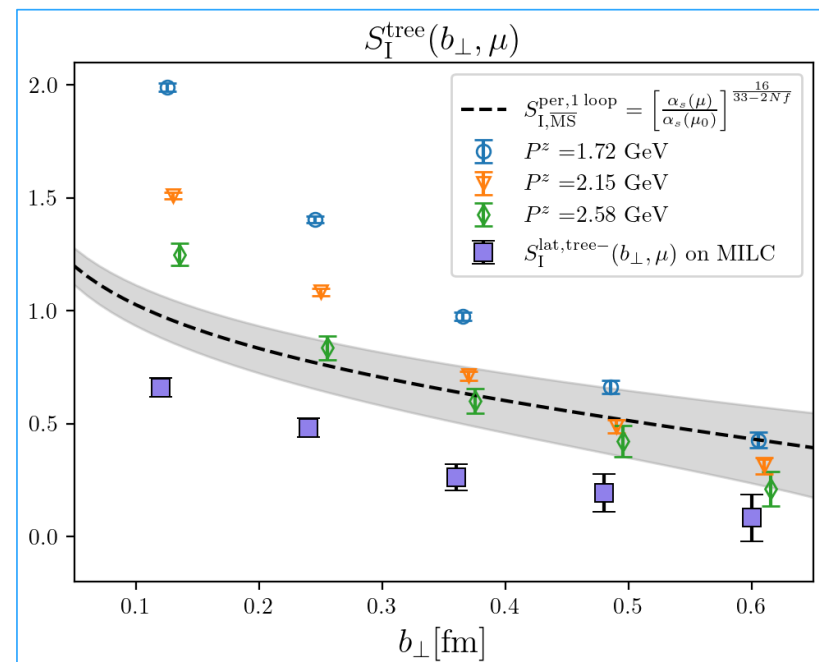 S_I^tree(b_⊥, μ)
S_{I,\overline{MS}}^{per,1 loop} = [α_s(μ)/α_s(μ_0)]^{16/(33−2Nf)}
P^z =1.72 GeV
P^z =2.15 GeV
P^z =2.58 GeV
S_I^{lat,tree−}(b_⊥, μ) on MILC
2.0
1.5
1.0
0.5
0.0
0.1 0.2 0.3 0.4 0.5 0.6
b_⊥[fm]